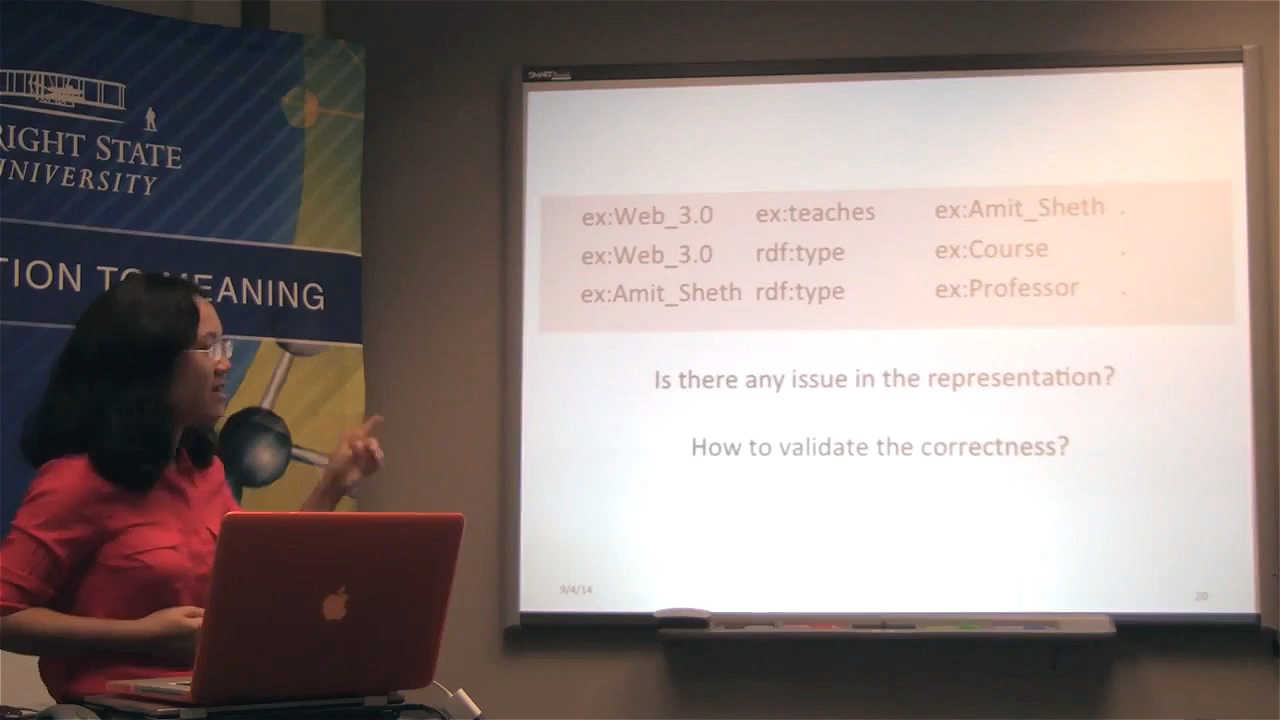 RIGHT STATE
UNIVERSITY
TION TO MEANING
SMART
ex:Web_3.0 ex:teaches ex:Amit_Sheth .
ex:Web_3.0 rdf:type ex:Course .
ex:Amit_Sheth rdf:type ex:Professor .
Is there any issue in the representation?
How to validate the correctness?
9/4/14
20